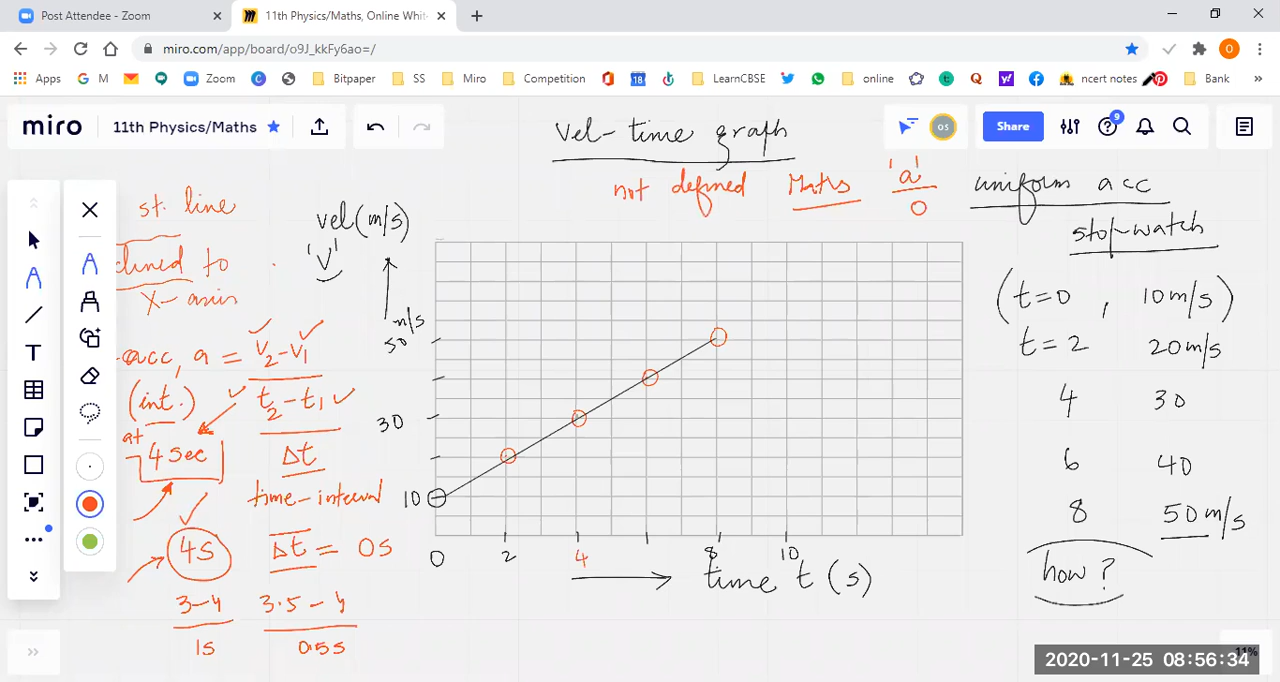 Post Attendee - Zoom
11th Physics/Maths, Online Whit
miro.com/app/board/o9J_kkFy6ao=/
Apps
M
Zoom
Bitpaper
SS
Miro
Competition
18
LearnCBSE
online
ncert notes
Bank
miro
11th Physics/Maths
os
Share
9
Vel-time graph
not defined Maths 'a'
0
uniform acc
stop-watch
(t=0, 10m/s)
t=2 20m/s
4 30
6 40
8 50m/s
how?
st. line
clined to
X-axis
acc, a = v2-v1
(int.) t2-t1
at 4 sec Δt
time-interval
4s Δt = 0s
3-4 3.5-4
1s 0.5s
vel(m/s)
'v'
m/s
50
30
10
0 2 4 8 10
time t (s)
11%
2020-11-25 08:56:34